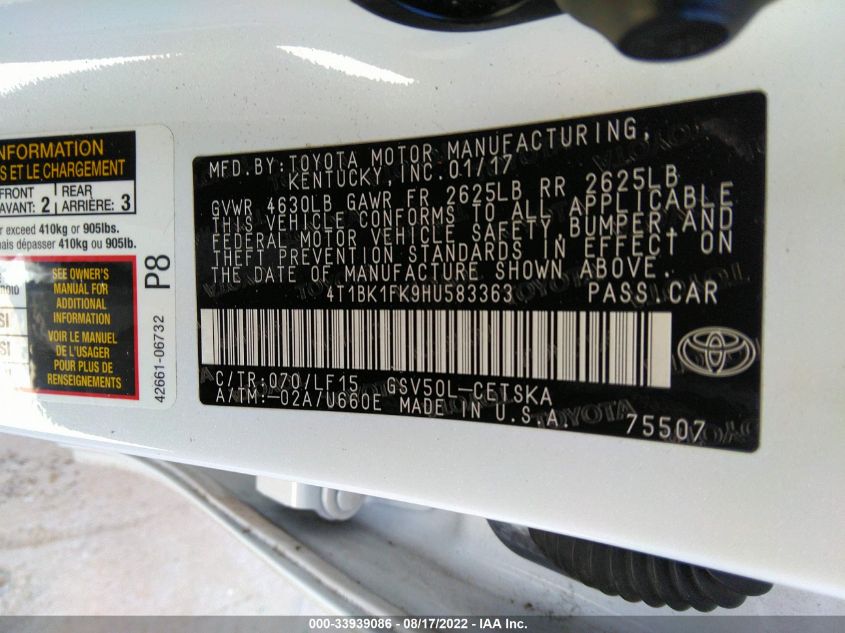 NFORMATION
S ET LE CHARGEMENT
FRONT
AVANT: 2
REAR
ARRIÈRE: 3
exceed 410kg or 905lbs.
mais dépasser 410kg ou 905lb.
SEE OWNER'S
MANUAL FOR
ADDITIONAL
INFORMATION
VOIR LE MANUEL
DE L'USAGER
POUR PLUS DE
RENSEIGNEMENTS
P8
42661-06732
MFD.BY:TOYOTA MOTOR MANUFACTURING,
KENTUCKY,INC.01/17
GVWR 4630LB GAWR FR 2625LB RR 2625LB
THIS VEHICLE CONFORMS TO ALL APPLICABLE
FEDERAL MOTOR VEHICLE SAFETY,BUMPER,AND
THEFT PREVENTION STANDARDS IN EFFECT ON
THE DATE OF MANUFACTURE SHOWN ABOVE.
4T1BK1FK9HU583363 PASS.CAR
C/TR:070/LF15 GSV50L-CETSKA
A/TM:-02A/U660E MADE IN U.S.A.
75507
000-33939086 - 08/17/2022 - IAA Inc.